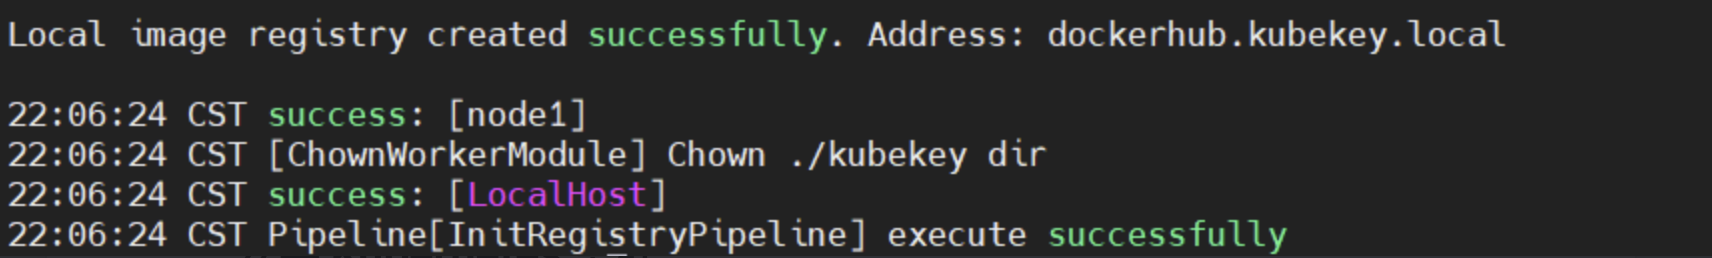 Local image registry created successfully. Address: dockerhub.kubekey.local
22:06:24 CST success: [node1]
22:06:24 CST [ChownWorkerModule] Chown ./kubekey dir
22:06:24 CST success: [LocalHost]
22:06:24 CST Pipeline[InitRegistryPipeline] execute successfully